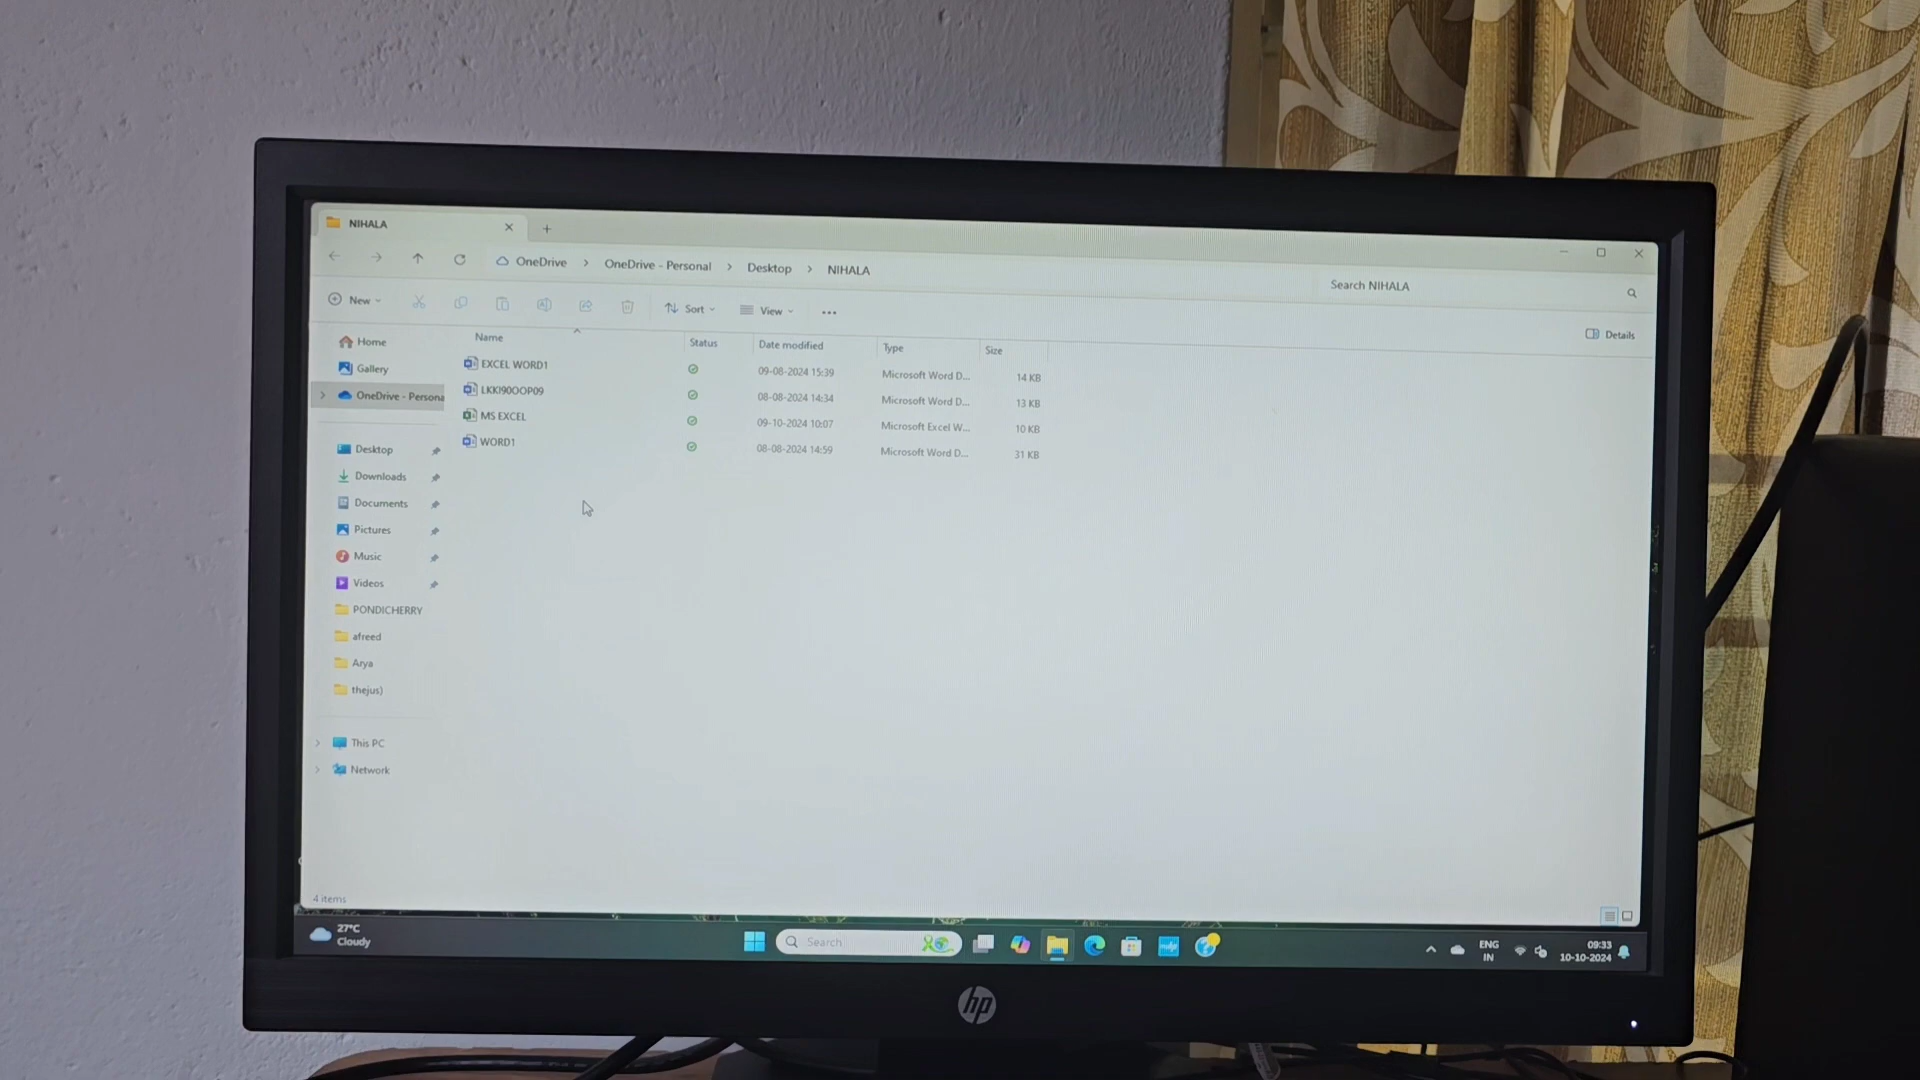 NIHALA
OneDrive > OneDrive - Personal > Desktop > NIHALA
Search NIHALA
New
Sort
View
Details
Name Status Date modified Type Size
EXCEL WORD1 09-08-2024 15:39 Microsoft Word D... 14 KB
LKKI90OOP09 08-08-2024 14:34 Microsoft Word D... 13 KB
MS EXCEL 09-10-2024 10:07 Microsoft Excel W... 10 KB
WORD1 08-08-2024 14:59 Microsoft Word D... 31 KB
Home
Gallery
OneDrive - Persona
Desktop
Downloads
Documents
Pictures
Music
Videos
PONDICHERRY
afreed
Arya
thejus)
This PC
Network
4 items
27°C
Cloudy
Search
ENG
IN
09:33
10-10-2024
hp